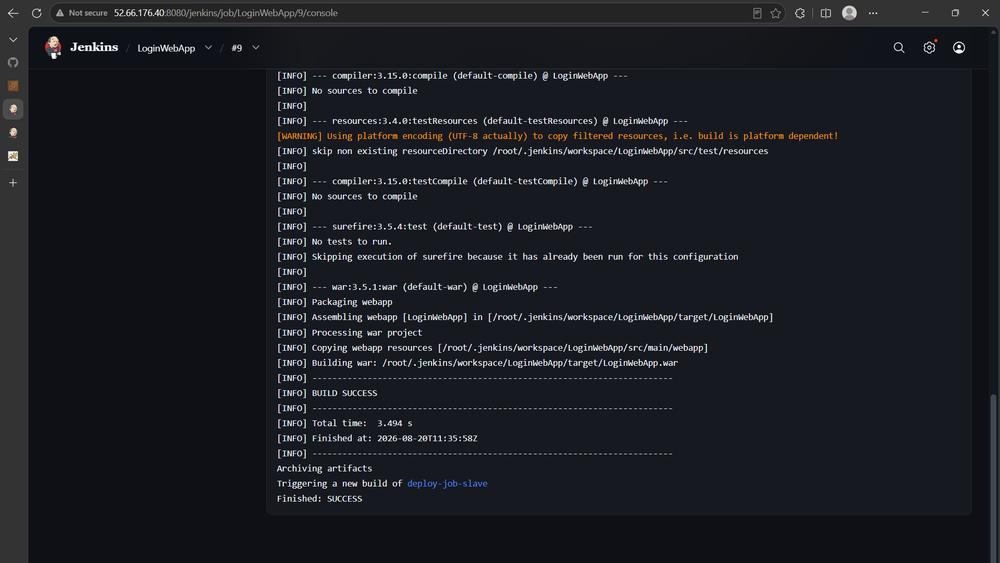 Not secure 52.66.176.40:8080/jenkins/job/LoginWebApp/9/console
Jenkins / LoginWebApp / #9
[INFO] --- compiler:3.15.0:compile (default-compile) @ LoginWebApp ---
[INFO] No sources to compile
[INFO]
[INFO] --- resources:3.4.0:testResources (default-testResources) @ LoginWebApp ---
[WARNING] Using platform encoding (UTF-8 actually) to copy filtered resources, i.e. build is platform dependent!
[INFO] skip non existing resourceDirectory /root/.jenkins/workspace/LoginWebApp/src/test/resources
[INFO]
[INFO] --- compiler:3.15.0:testCompile (default-testCompile) @ LoginWebApp ---
[INFO] No sources to compile
[INFO]
[INFO] --- surefire:3.5.4:test (default-test) @ LoginWebApp ---
[INFO] No tests to run.
[INFO] Skipping execution of surefire because it has already been run for this configuration
[INFO]
[INFO] --- war:3.5.1:war (default-war) @ LoginWebApp ---
[INFO] Packaging webapp
[INFO] Assembling webapp [LoginWebApp] in [/root/.jenkins/workspace/LoginWebApp/target/LoginWebApp]
[INFO] Processing war project
[INFO] Copying webapp resources [/root/.jenkins/workspace/LoginWebApp/src/main/webapp]
[INFO] Building war: /root/.jenkins/workspace/LoginWebApp/target/LoginWebApp.war
[INFO] ------------------------------------------------------------------------
[INFO] BUILD SUCCESS
[INFO] ------------------------------------------------------------------------
[INFO] Total time:  3.494 s
[INFO] Finished at: 2026-08-20T11:35:58Z
[INFO] ------------------------------------------------------------------------
Archiving artifacts
Triggering a new build of deploy-job-slave
Finished: SUCCESS